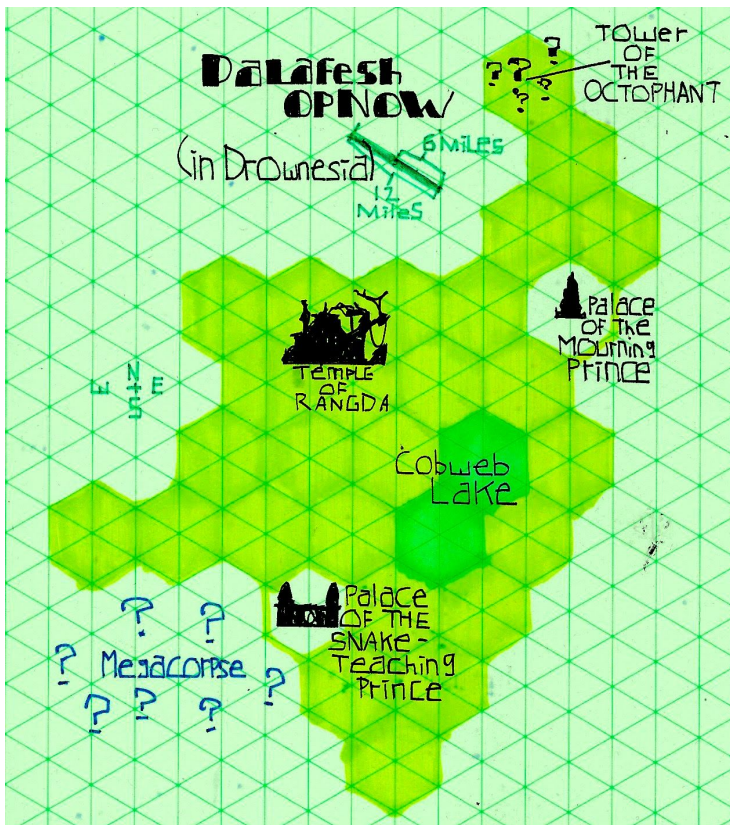 Dalafesh
OPNOW
(in Drownesia)
6 Miles
12
Miles
Tower
OF
THE
OCTOPHANT
? ? ? ? ?
Palace
OF The
Mourning
Prince
TEMPLE
OF
RANGDA
N
E + E
S
Cobweb
Lake
Palace
OF THE
SNAKE-
Teaching
Prince
? ?
? Megacorpse ?
? ? ?